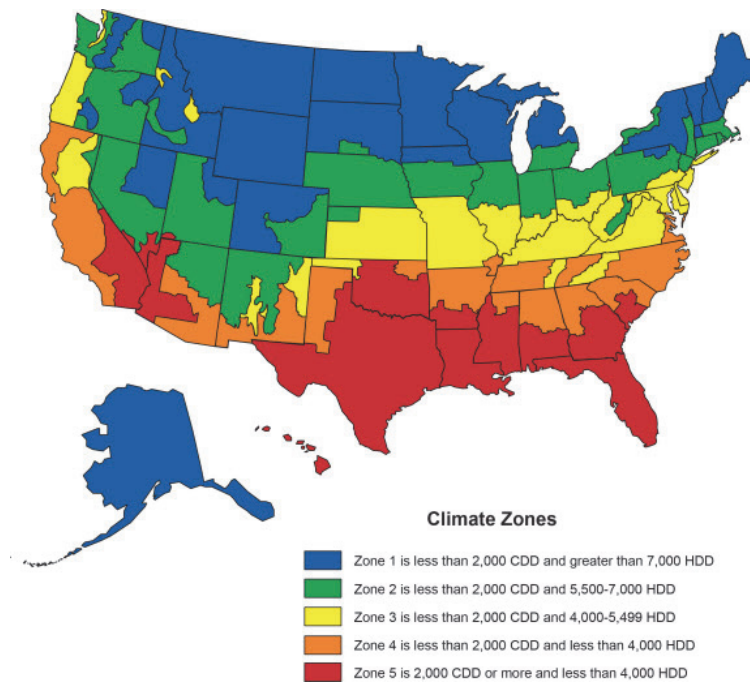 Climate Zones
Zone 1 is less than 2,000 CDD and greater than 7,000 HDD
Zone 2 is less than 2,000 CDD and 5,500-7,000 HDD
Zone 3 is less than 2,000 CDD and 4,000-5,499 HDD
Zone 4 is less than 2,000 CDD and less than 4,000 HDD
Zone 5 is 2,000 CDD or more and less than 4,000 HDD